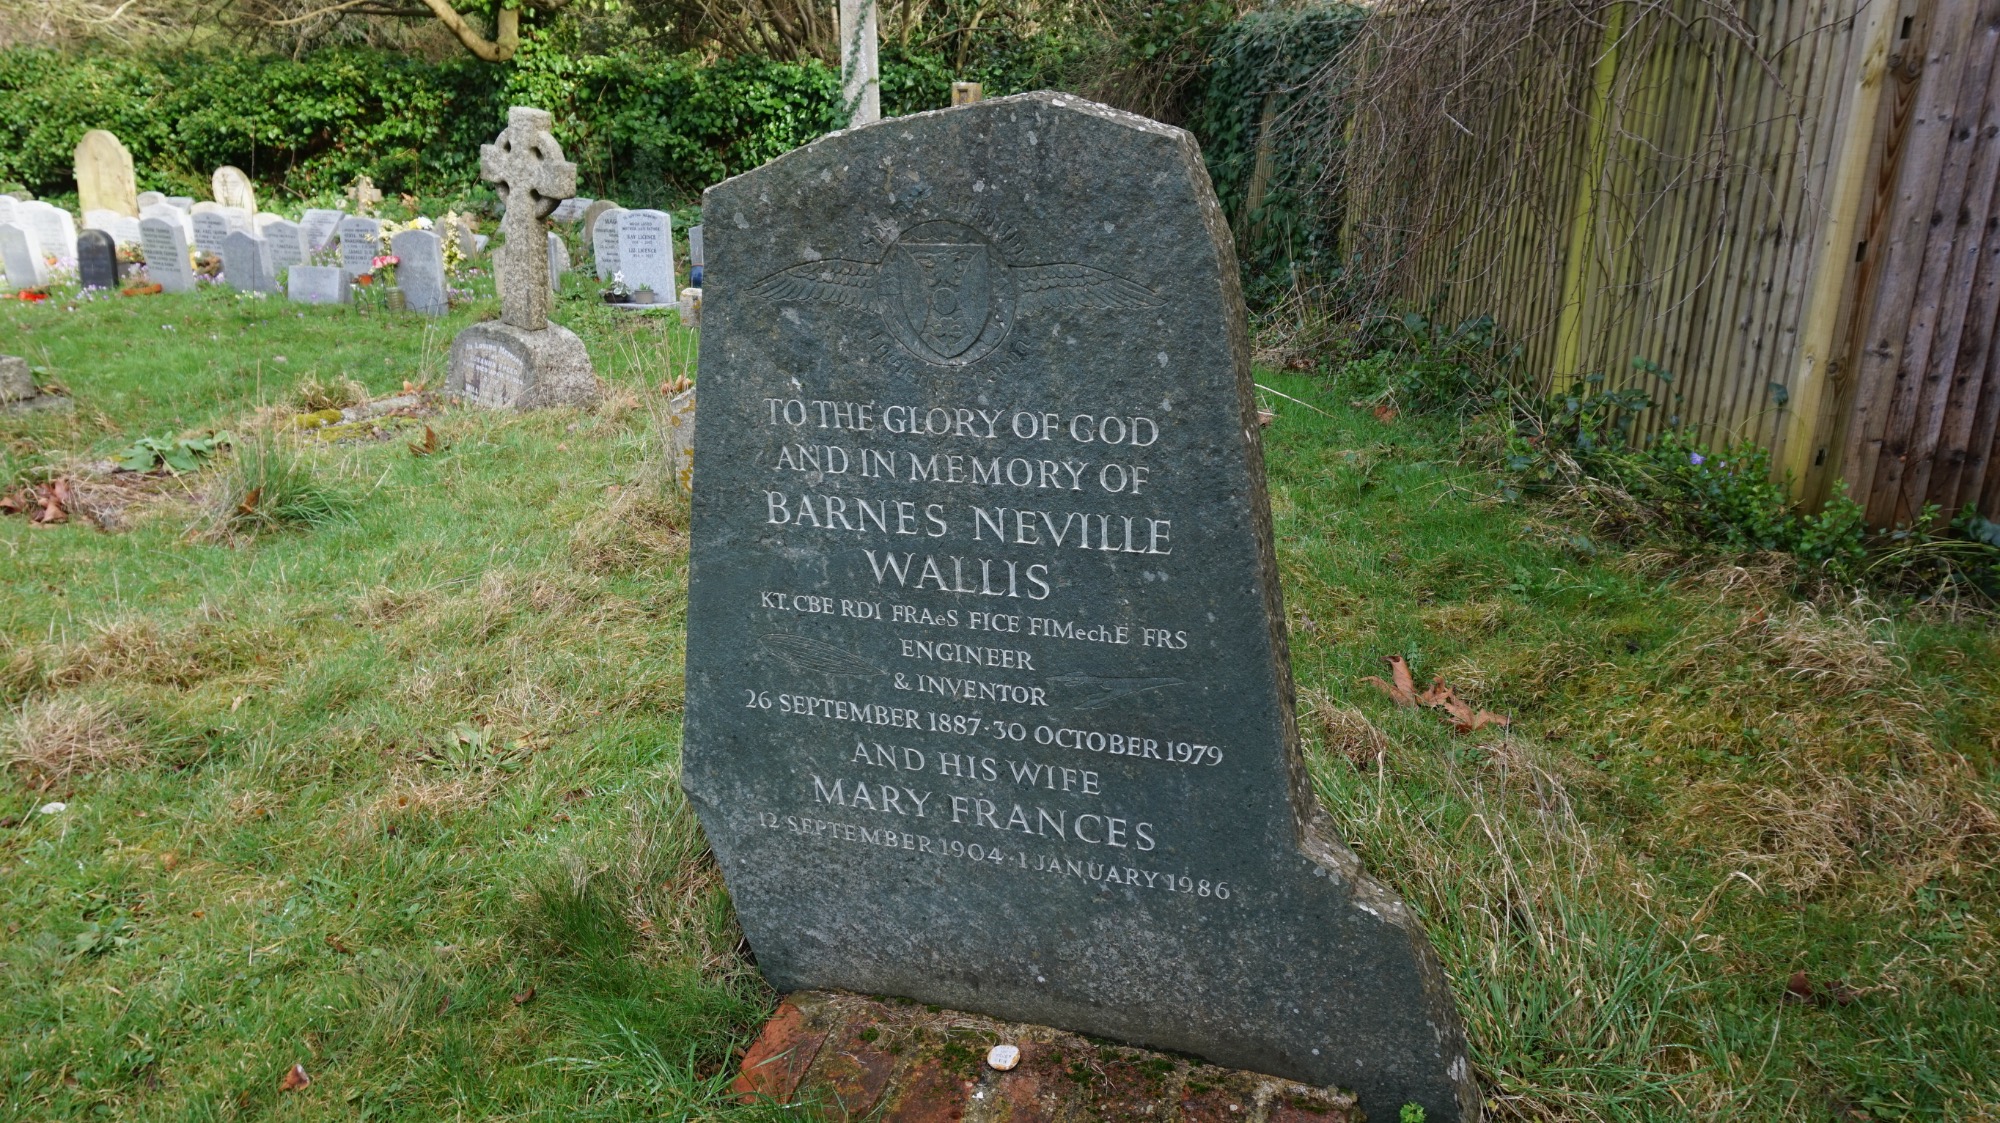 TO THE GLORY OF GOD
AND IN MEMORY OF
BARNES NEVILLE
WALLIS
KT. CBE RDI FRAeS FICE FIMechE FRS
ENGINEER
& INVENTOR
26 SEPTEMBER 1887 · 30 OCTOBER 1979
AND HIS WIFE
MARY FRANCES
12 SEPTEMBER 1904 · 1 JANUARY 1986